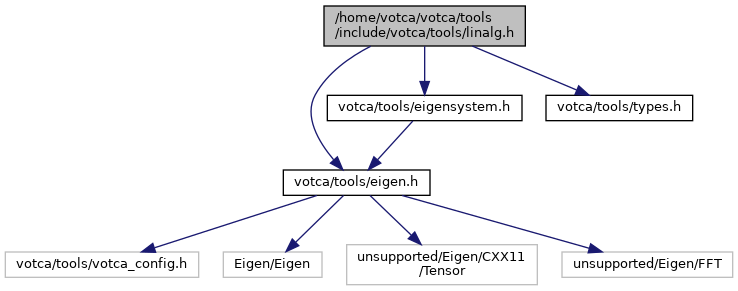 /home/votca/votca/tools
/include/votca/tools/linalg.h
votca/tools/eigensystem.h
votca/tools/types.h
votca/tools/eigen.h
votca/tools/votca_config.h
Eigen/Eigen
unsupported/Eigen/CXX11
/Tensor
unsupported/Eigen/FFT